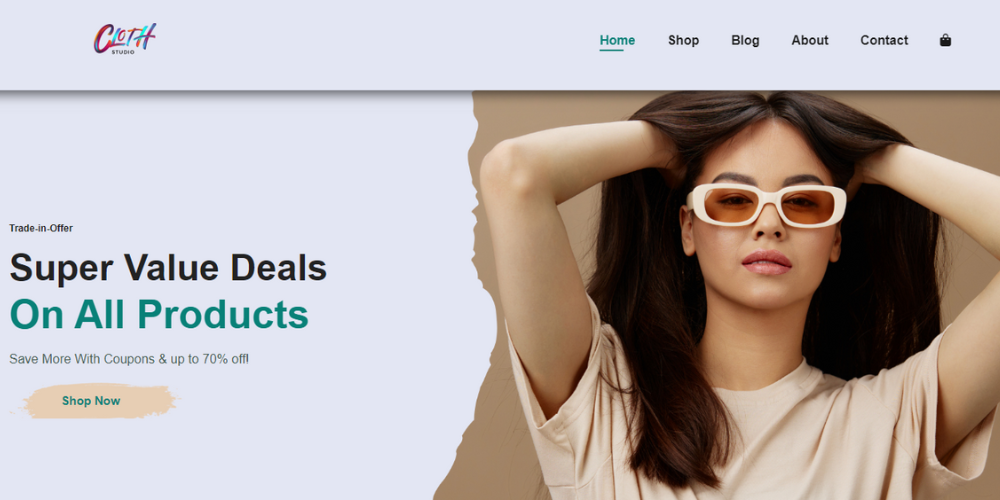 CLOTH
STUDIO
Home Shop Blog About Contact
Trade-in-Offer
Super Value Deals
On All Products
Save More With Coupons & up to 70% off!
Shop Now